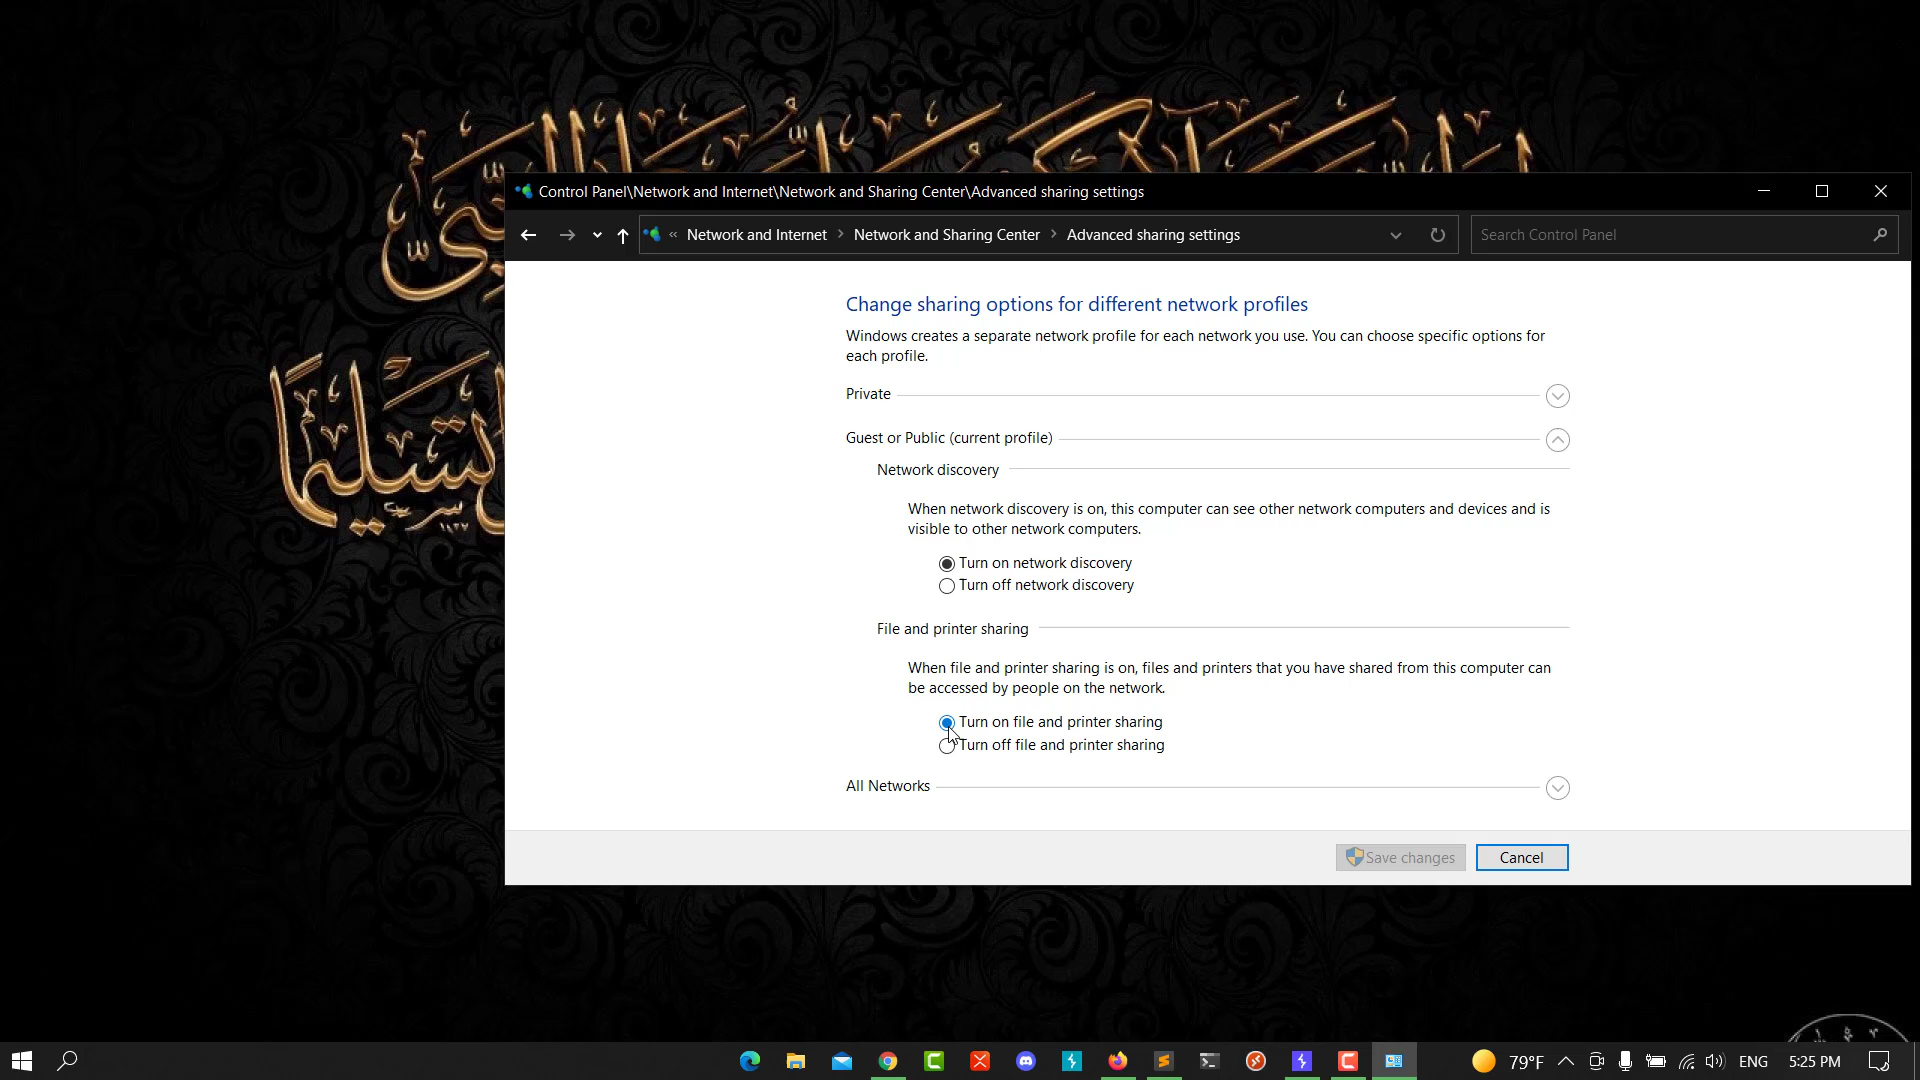 Control Panel\Network and Internet\Network and Sharing Center\Advanced sharing settings
« Network and Internet > Network and Sharing Center > Advanced sharing settings
Search Control Panel
Change sharing options for different network profiles
Windows creates a separate network profile for each network you use. You can choose specific options for
each profile.
Private
Guest or Public (current profile)
Network discovery
When network discovery is on, this computer can see other network computers and devices and is
visible to other network computers.
Turn on network discovery
Turn off network discovery
File and printer sharing
When file and printer sharing is on, files and printers that you have shared from this computer can
be accessed by people on the network.
Turn on file and printer sharing
Turn off file and printer sharing
All Networks
Save changes
Cancel
79°F
ENG
5:25 PM